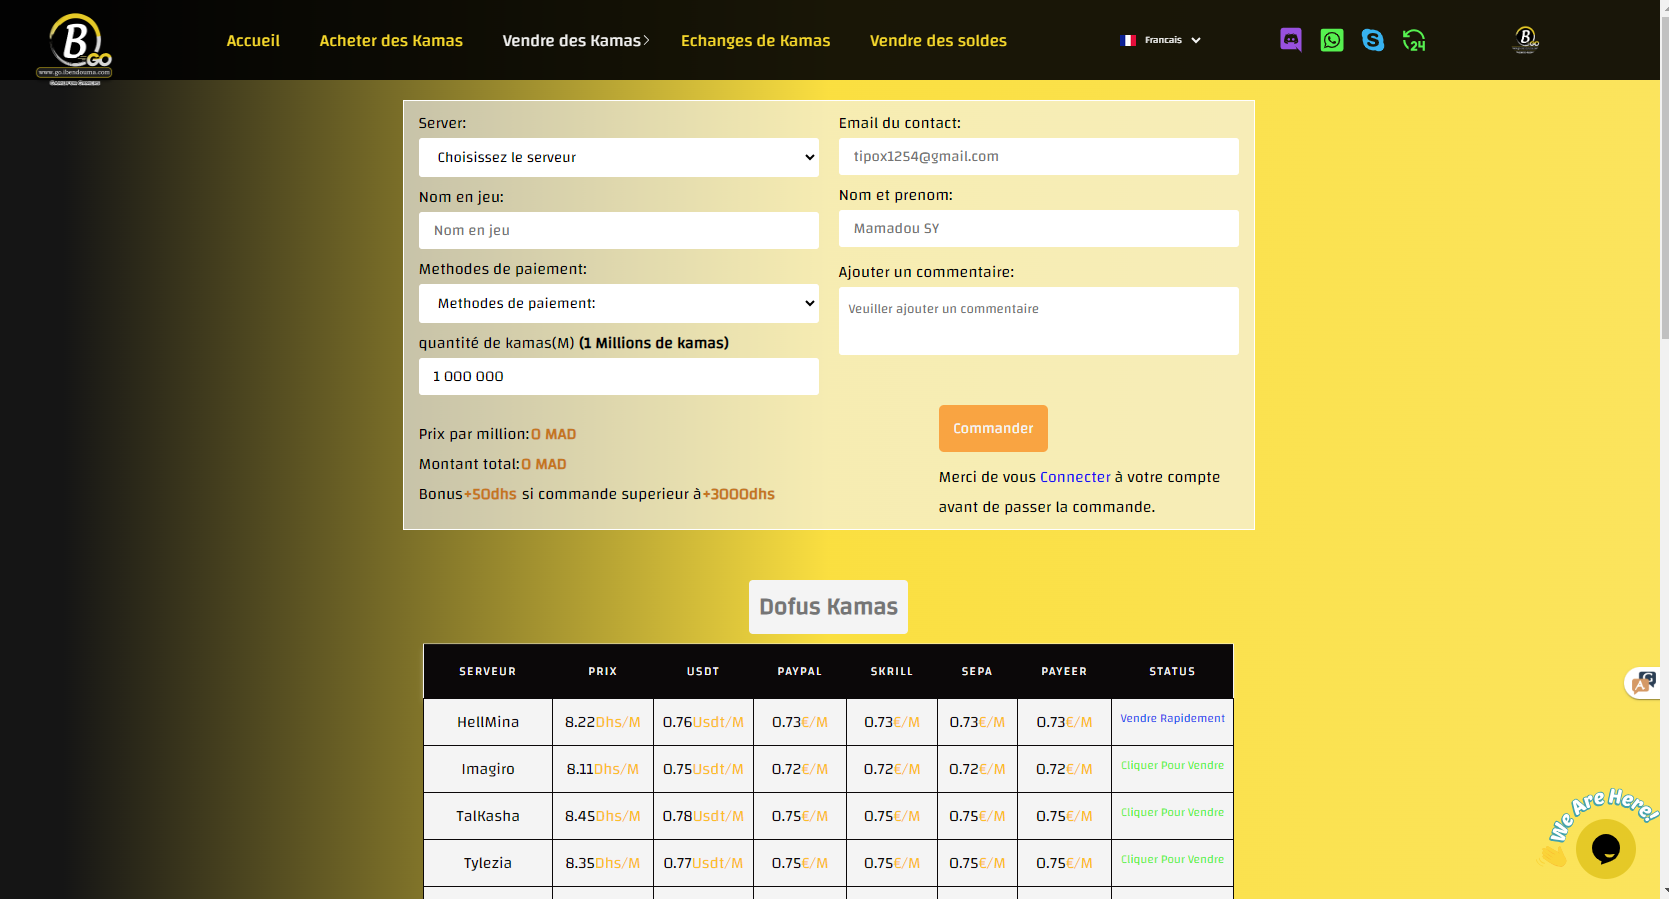 B
GO
www.go.ibendouma.com
GAMIS FOR GAMERS
Accueil
Acheter des Kamas
Vendre des Kamas
Echanges de Kamas
Vendre des soldes
Francais
24
B
GO
Server:
Choisissez le serveur
Nom en jeu:
Nom en jeu
Methodes de paiement:
Methodes de paiement:
quantité de kamas(M) (1 Millions de kamas)
1 000 000
Prix par million:0 MAD
Montant total:0 MAD
Bonus+50dhs si commande superieur à+3000dhs
Email du contact:
tipox1254@gmail.com
Nom et prenom:
Mamadou SY
Ajouter un commentaire:
Veuiller ajouter un commentaire
Commander
Merci de vous Connecter à votre compte
avant de passer la commande.
Dofus Kamas
SERVEUR PRIX USDT PAYPAL SKRILL SEPA PAYEER STATUS
HellMina 8.22Dhs/M 0.76Usdt/M 0.73€/M 0.73€/M 0.73€/M 0.73€/M Vendre Rapidement
Imagiro 8.11Dhs/M 0.75Usdt/M 0.72€/M 0.72€/M 0.72€/M 0.72€/M Cliquer Pour Vendre
TalKasha 8.45Dhs/M 0.78Usdt/M 0.75€/M 0.75€/M 0.75€/M 0.75€/M Cliquer Pour Vendre
Tylezia 8.35Dhs/M 0.77Usdt/M 0.75€/M 0.75€/M 0.75€/M 0.75€/M Cliquer Pour Vendre
We Are Here!